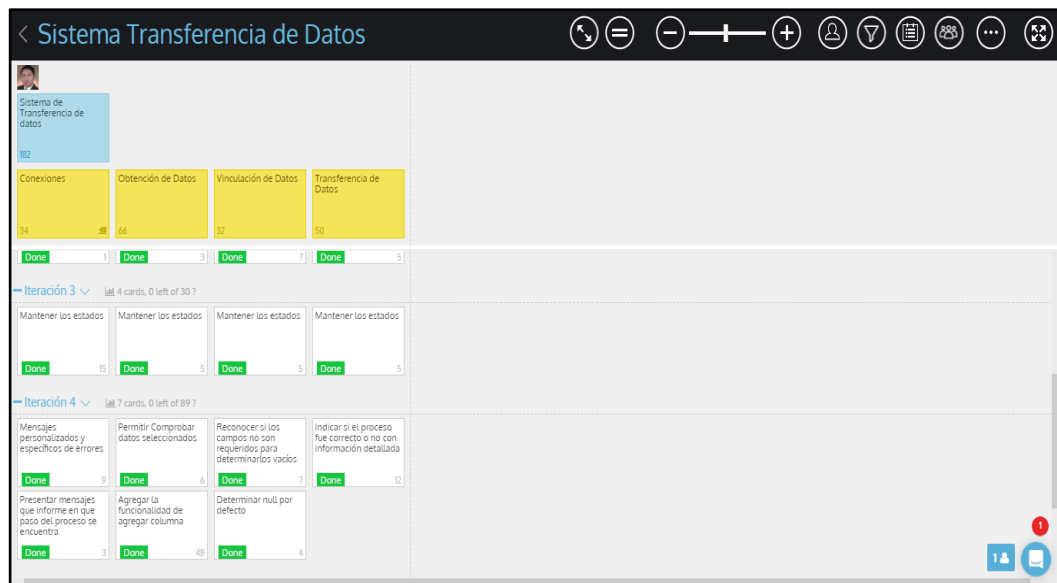 Sistema Transferencia de Datos
Sistema de
Transferencia de
datos
182
Conexiones
34
Obtención de Datos
66
Vinculación de Datos
32
Transferencia de
Datos
50
Done 1
Done 3
Done 7
Done 5
Iteración 3
4 cards, 0 left of 30 ?
Mantener los estados
Done 15
Mantener los estados
Done 5
Mantener los estados
Done 5
Mantener los estados
Done 5
Iteración 4
7 cards, 0 left of 89 ?
Mensajes
personalizados y
específicos de errores
Done 9
Permitir Comprobar
datos seleccionados
Done 6
Reconocer si los
campos no son
requeridos para
determinarlos vacíos
Done 7
Indicar si el proceso
fue correcto o no con
información detallada
Done 12
Presentar mensajes
que informe en que
paso del proceso se
encuentra
Done 3
Agregar la
funcionalidad de
agregar columna
Done 48
Determinar null por
defecto
Done 4
1
1